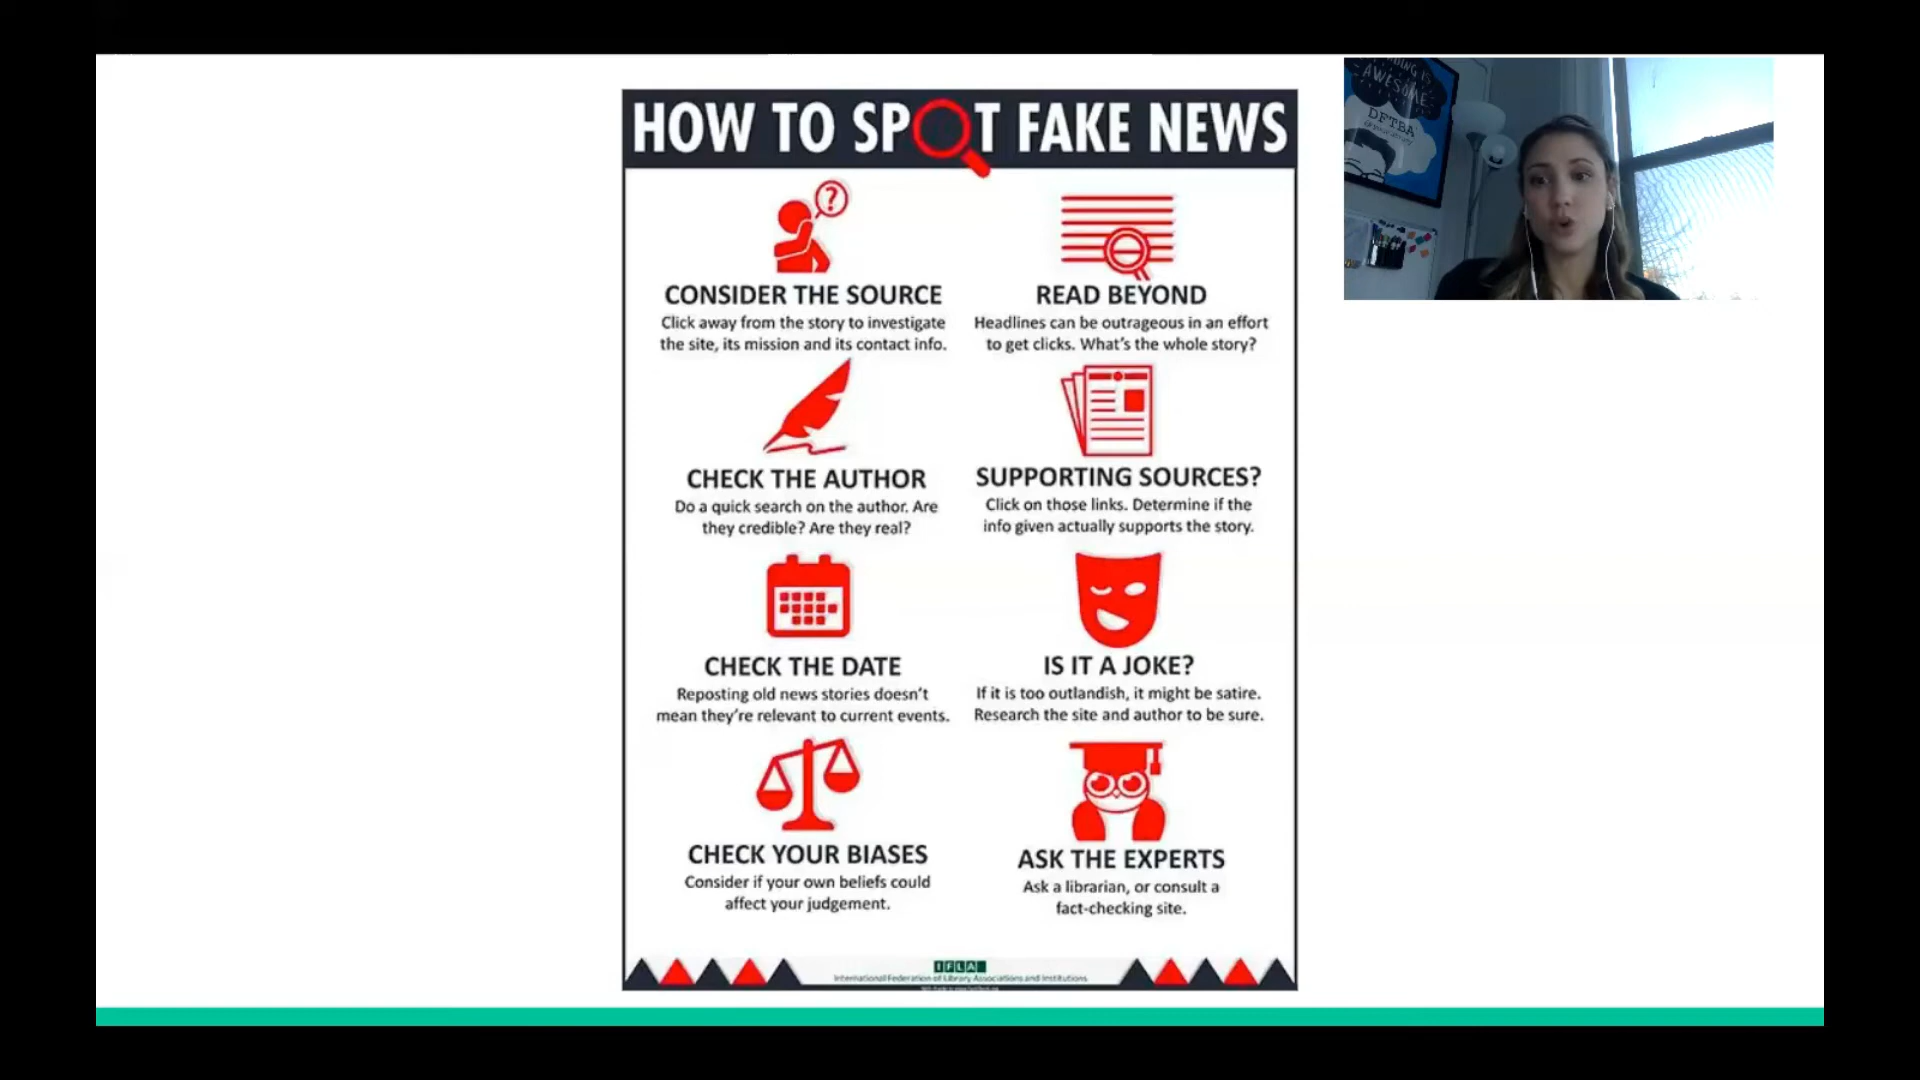 HOW TO SPOT FAKE NEWS
?
CONSIDER THE SOURCE
Click away from the story to investigate
the site, its mission and its contact info.
READ BEYOND
Headlines can be outrageous in an effort
to get clicks. What's the whole story?
CHECK THE AUTHOR
Do a quick search on the author. Are
they credible? Are they real?
SUPPORTING SOURCES?
Click on those links. Determine if the
info given actually supports the story.
CHECK THE DATE
Reposting old news stories doesn't
mean they're relevant to current events.
IS IT A JOKE?
If it is too outlandish, it might be satire.
Research the site and author to be sure.
CHECK YOUR BIASES
Consider if your own beliefs could
affect your judgement.
ASK THE EXPERTS
Ask a librarian, or consult a
fact-checking site.
IFLA
International Federation of Library Associations and Institutions
IS
AWESOME
DFTBA